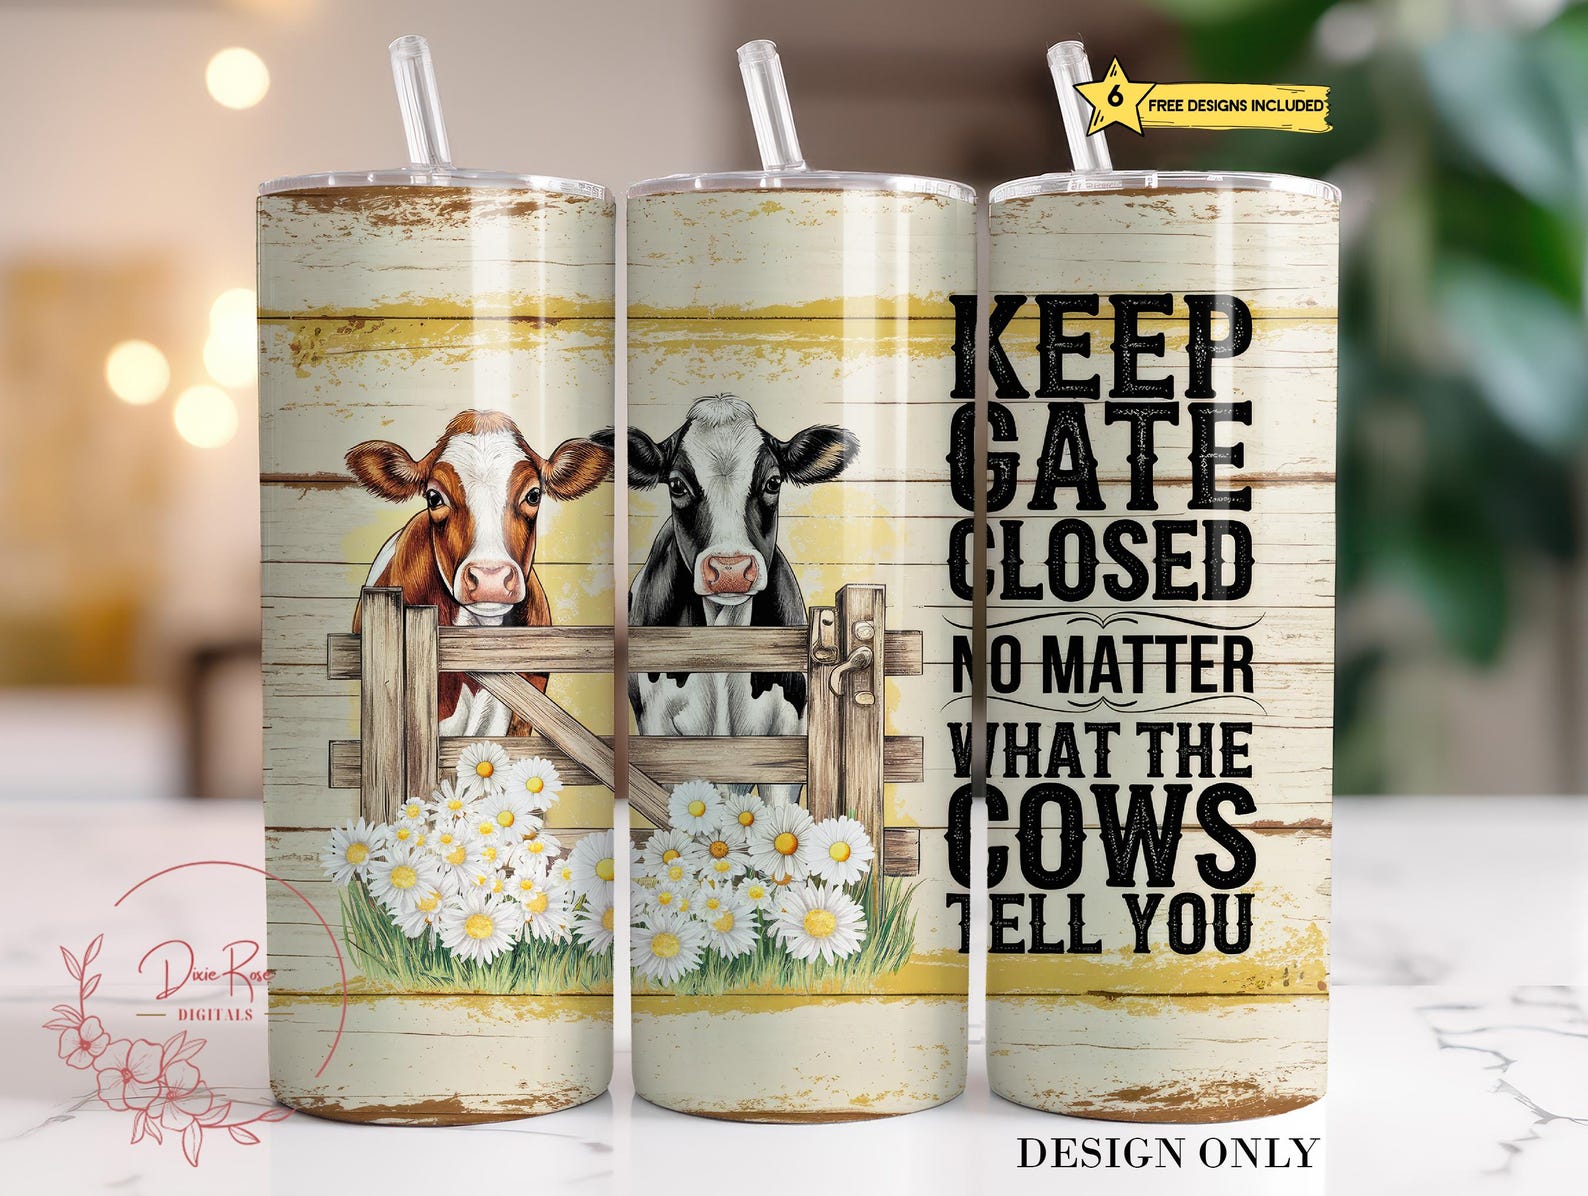 6
FREE DESIGNS INCLUDED
KEEP
GATE
CLOSED
NO MATTER
WHAT THE
COWS
TELL YOU
Dixie Rose
DIGITALS
DESIGN ONLY